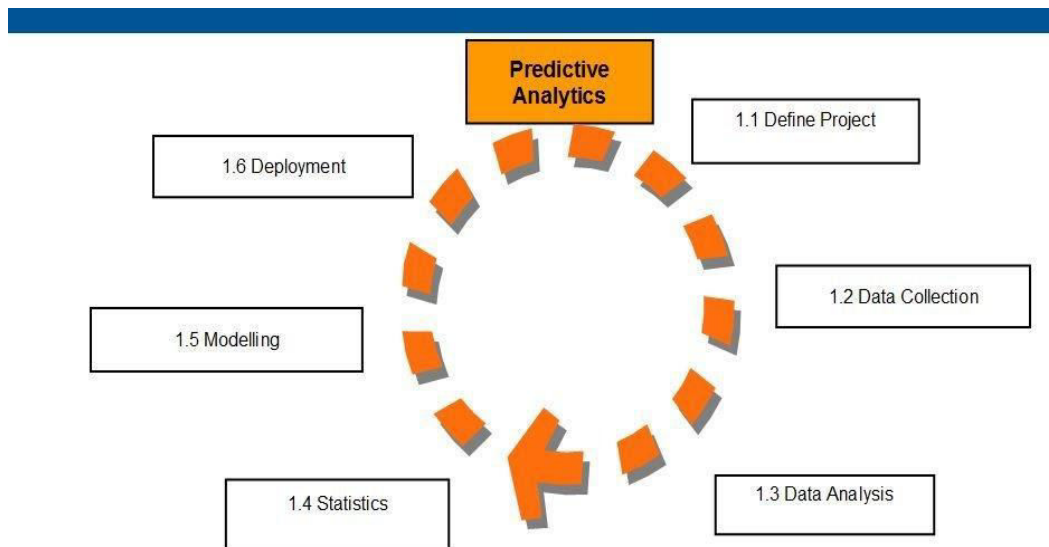 Predictive
Analytics
1.1 Define Project
1.6 Deployment
1.2 Data Collection
1.5 Modelling
1.3 Data Analysis
1.4 Statistics